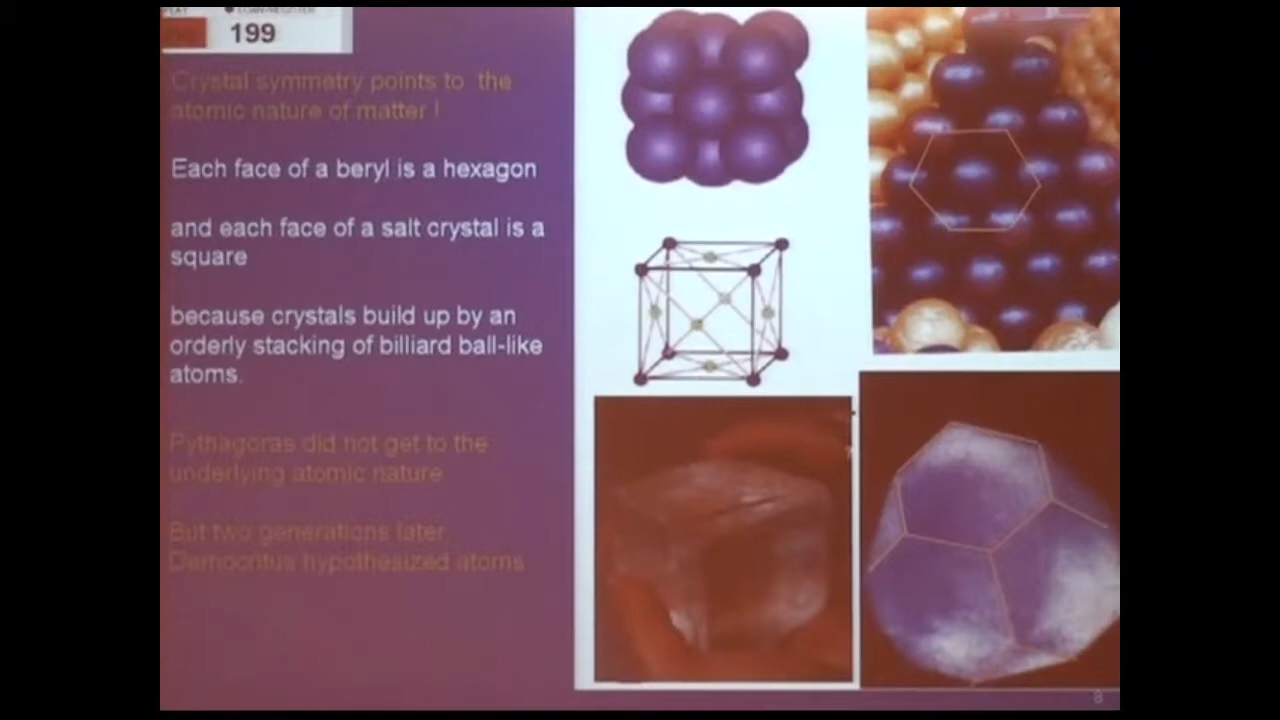 199
Crystal symmetry points to the
atomic nature of matter !
Each face of a beryl is a hexagon
and each face of a salt crystal is a
square
because crystals build up by an
orderly stacking of billiard ball-like
atoms.
Pythagoras did not get to the
underlying atomic nature
But two generations later
Democritus hypothesized atoms
8